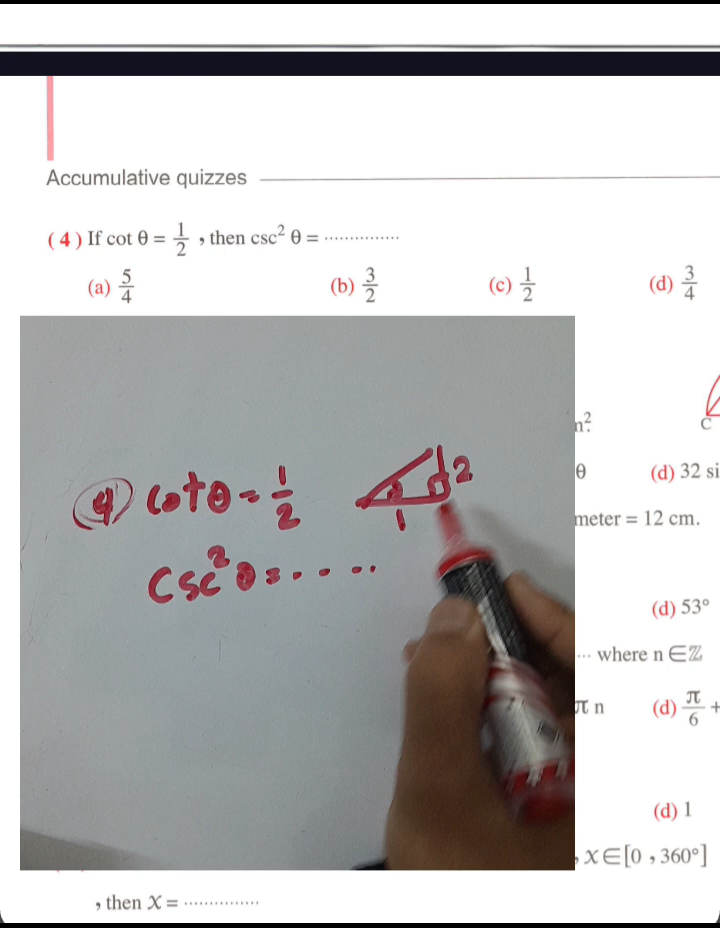 Accumulative quizzes
(4) If cot θ = 1/2 , then csc² θ = ...............
(a) 5/4 (b) 3/2 (c) 1/2 (d) 3/4
C
θ (d) 32 si
meter = 12 cm.
(d) 53°
... where n ∈ ℤ
π n (d) π/6 +
(d) 1
, x ∈ [0 , 360°]
, then X = ...............
④ cotθ = 1/2
2
1
csc²θ = .....